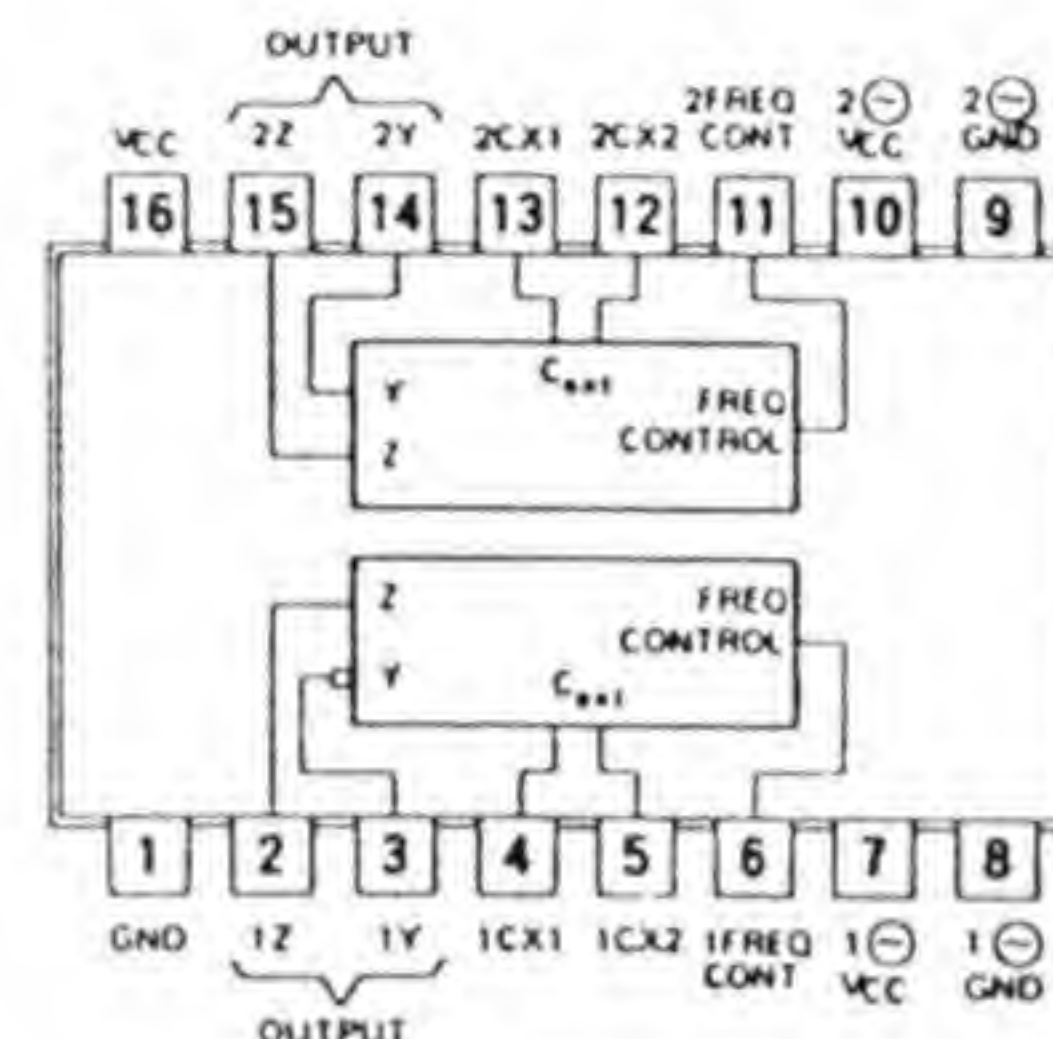 OUTPUT
VCC 2Z 2Y 2CX1 2CX2 2FREQ CONT 2 VCC 2 GND
16 15 14 13 12 11 10 9
Y Cext FREQ
Z CONTROL
Z FREQ
CONTROL
Y Cext
1 2 3 4 5 6 7 8
GND 1Z 1Y 1CX1 1CX2 1FREQ CONT 1 VCC 1 GND
OUTPUT